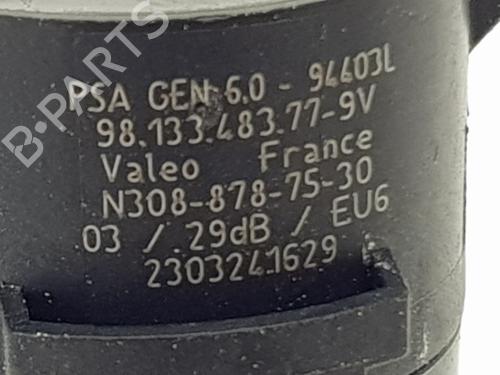 B-PARTS
PSA GEN 6.0 - 94403L
98.133.483.77-9V
Valeo France
N308-878-75-30
03 / 29dB / EU6
2303241629